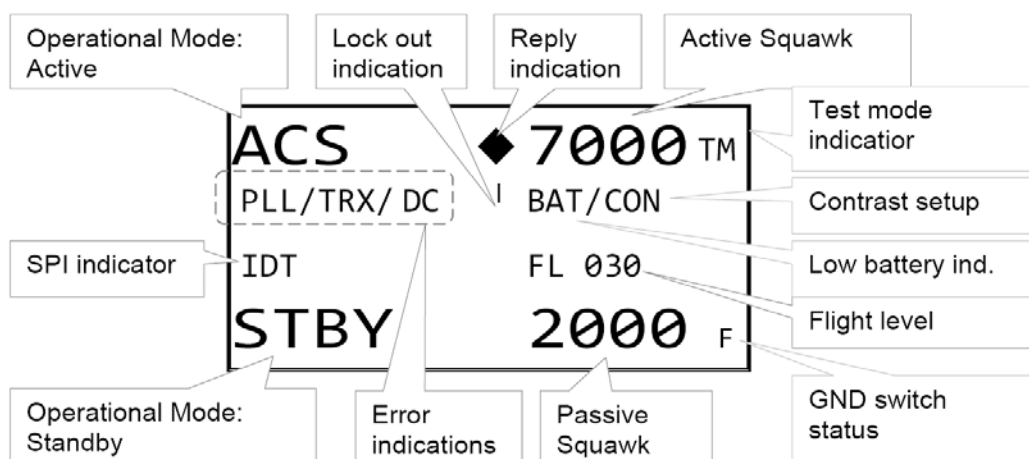 Operational Mode:
Active
Lock out
indication
Reply
indication
Active Squawk
Test mode
indicatior
ACS ◆ 7000 TM
PLL/TRX/ DC I BAT/CON
Contrast setup
SPI indicator
IDT FL 030
Low battery ind.
Flight level
STBY 2000 F
GND switch
status
Operational Mode:
Standby
Error
indications
Passive
Squawk